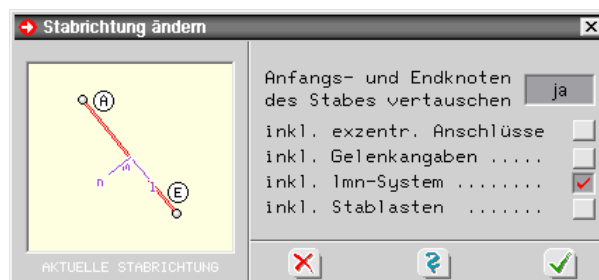 Stabrichtung ändern
Anfangs- und Endknoten
des Stabes vertauschen
ja
inkl. exzentr. Anschlüsse
inkl. Gelenkangaben .....
inkl. lmn-System ........
inkl. Stablasten .......
A
n
m
l
E
AKTUELLE STABRICHTUNG